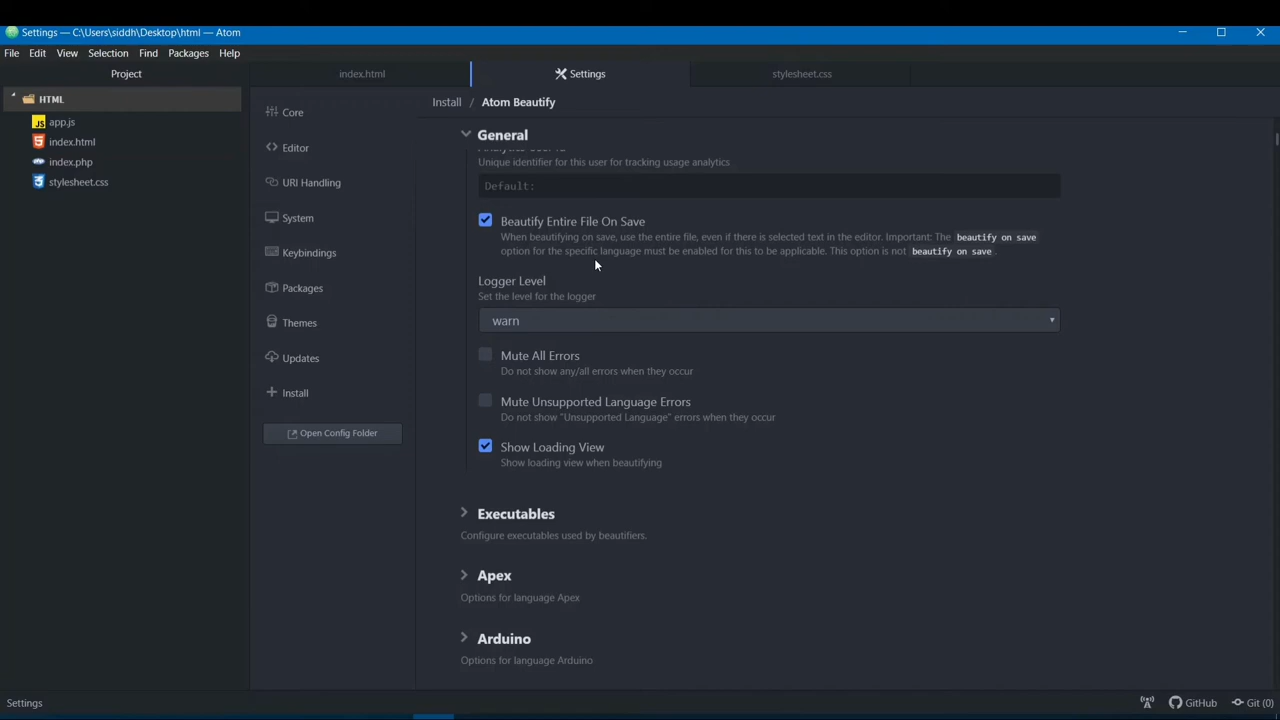 Settings — C:\Users\siddh\Desktop\html — Atom
File Edit View Selection Find Packages Help
Project
index.html
Settings
stylesheet.css
HTML
JS app.js
index.html
index.php
stylesheet.css
Core
Editor
URI Handling
System
Keybindings
Packages
Themes
Updates
Install
Open Config Folder
Install / Atom Beautify
General
Unique identifier for this user for tracking usage analytics
Default:
Beautify Entire File On Save
When beautifying on save, use the entire file, even if there is selected text in the editor. Important: The beautify on save
option for the specific language must be enabled for this to be applicable. This option is not beautify on save.
Logger Level
Set the level for the logger
warn
Mute All Errors
Do not show any/all errors when they occur
Mute Unsupported Language Errors
Do not show "Unsupported Language" errors when they occur
Show Loading View
Show loading view when beautifying
Executables
Configure executables used by beautifiers.
Apex
Options for language Apex
Arduino
Options for language Arduino
Settings
GitHub
Git (0)